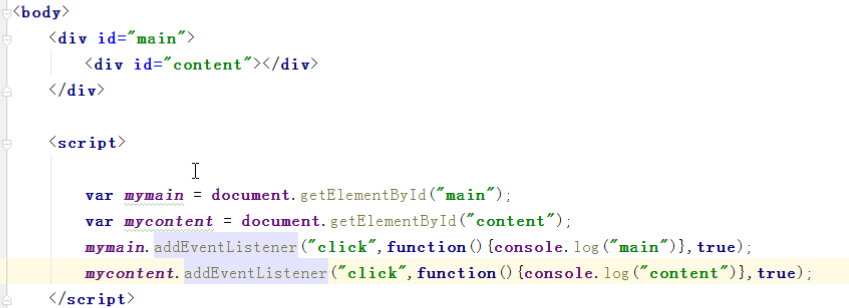 <body>
<div id="main">
<div id="content"></div>
</div>
<script>
var mymain = document.getElementById("main");
var mycontent = document.getElementById("content");
mymain.addEventListener("click",function(){console.log("main")},true);
mycontent.addEventListener("click",function(){console.log("content")},true);
</script>